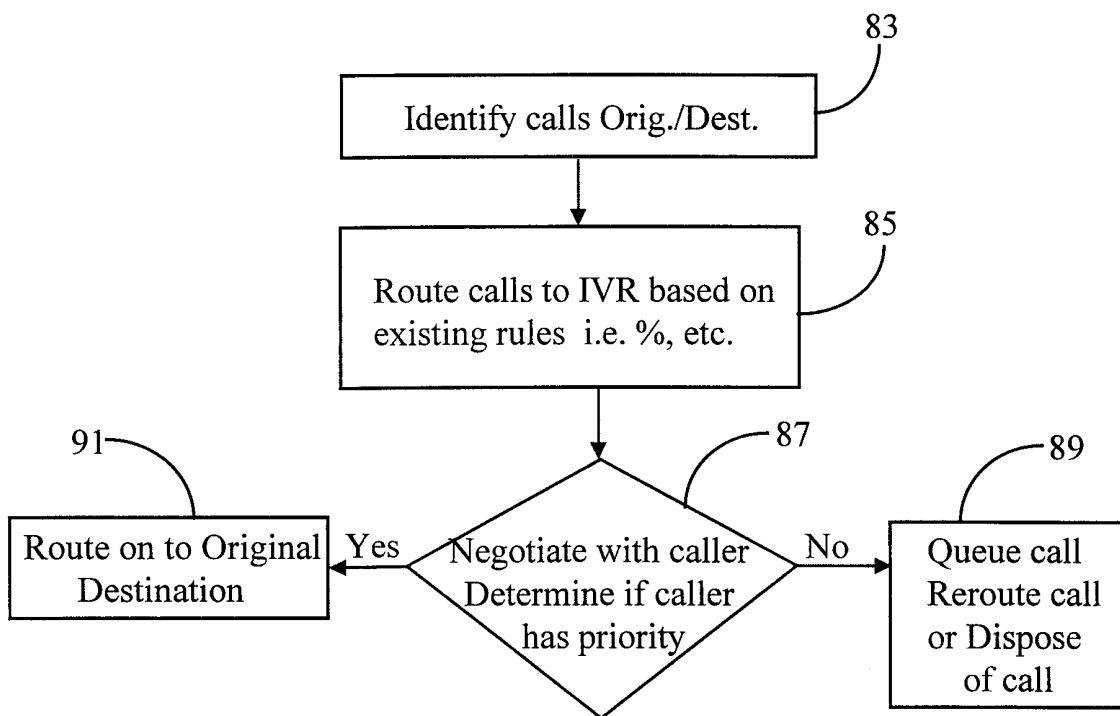 83
Identify calls Orig./Dest.
85
Route calls to IVR based on
existing rules i.e. %, etc.
87
Negotiate with caller
Determine if caller
has priority
91
Yes
Route on to Original
Destination
89
No
Queue call
Reroute call
or Dispose
of call